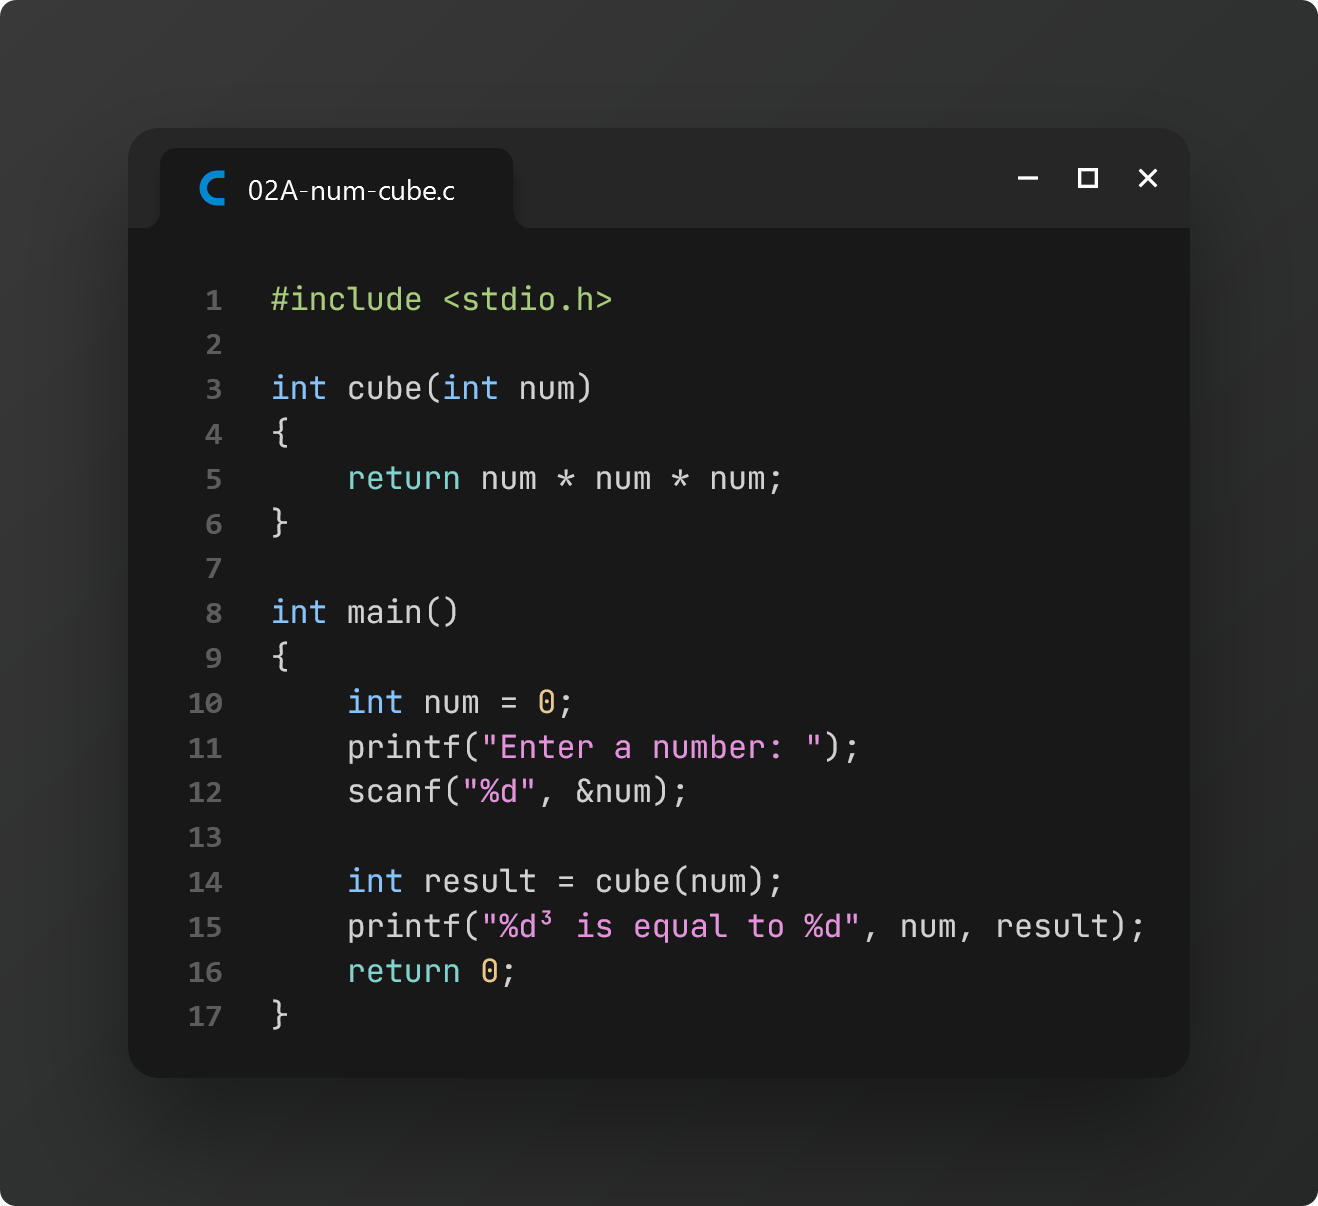 02A-num-cube.c
1 #include <stdio.h>
2
3 int cube(int num)
4 {
5     return num * num * num;
6 }
7
8 int main()
9 {
10     int num = 0;
11     printf("Enter a number: ");
12     scanf("%d", &num);
13
14     int result = cube(num);
15     printf("%d³ is equal to %d", num, result);
16     return 0;
17 }